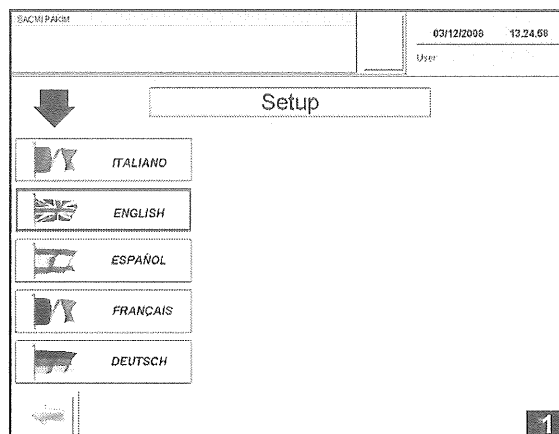 SACMI PAKIM
03/12/2008 13.24.58
User
Setup
ITALIANO
ENGLISH
ESPAÑOL
FRANÇAIS
DEUTSCH
1